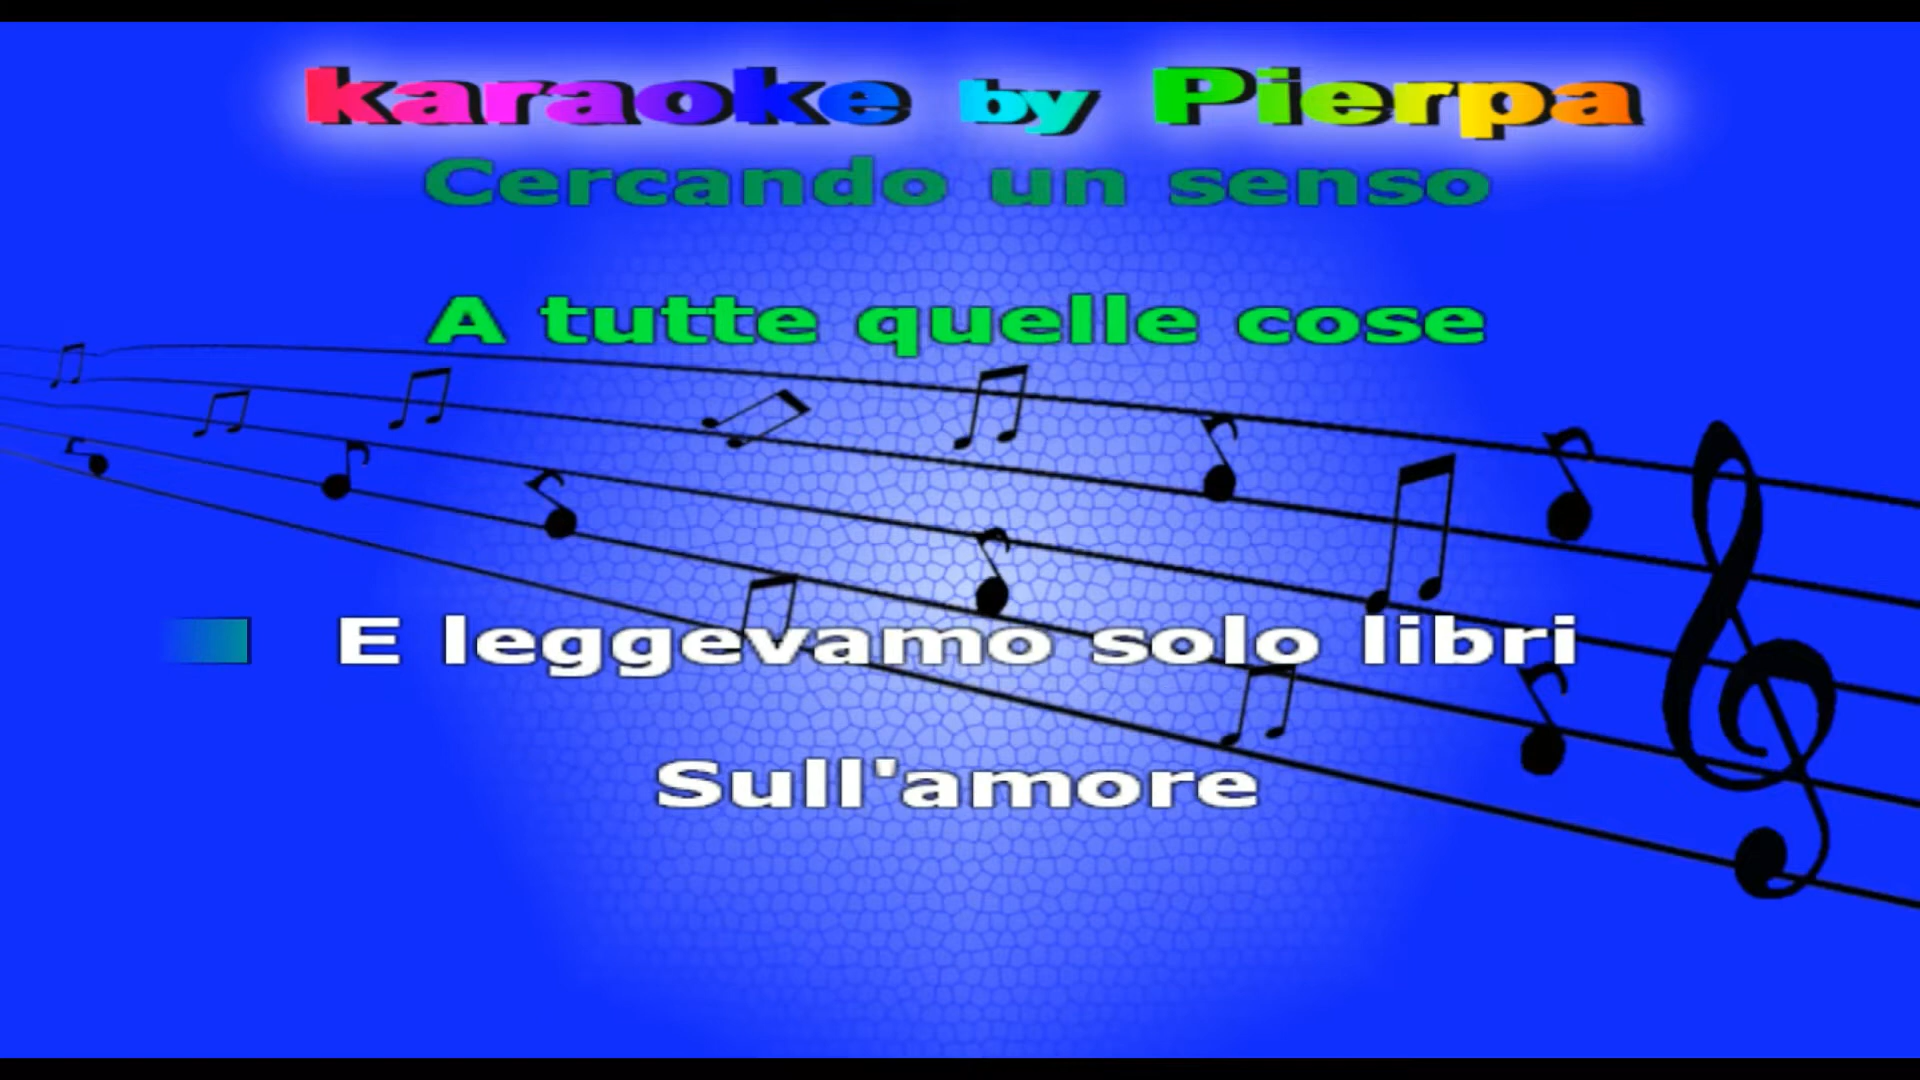 karaoke by Pierpa
Cercando un senso
A tutte quelle cose
E leggevamo solo libri
Sull'amore